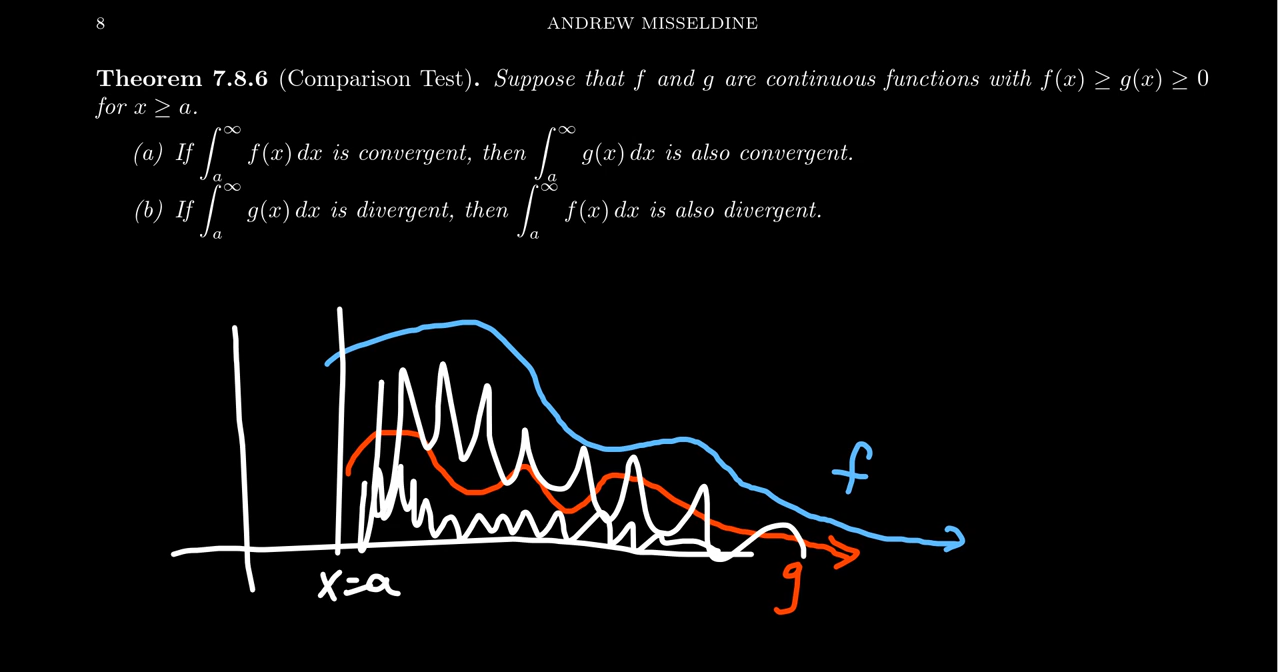 8 ANDREW MISSELDINE
Theorem 7.8.6 (Comparison Test). Suppose that f and g are continuous functions with f(x) ≥ g(x) ≥ 0
for x ≥ a.
(a) If ∫_a^∞ f(x) dx is convergent, then ∫_a^∞ g(x) dx is also convergent.
(b) If ∫_a^∞ g(x) dx is divergent, then ∫_a^∞ f(x) dx is also divergent.
f
g
x=a